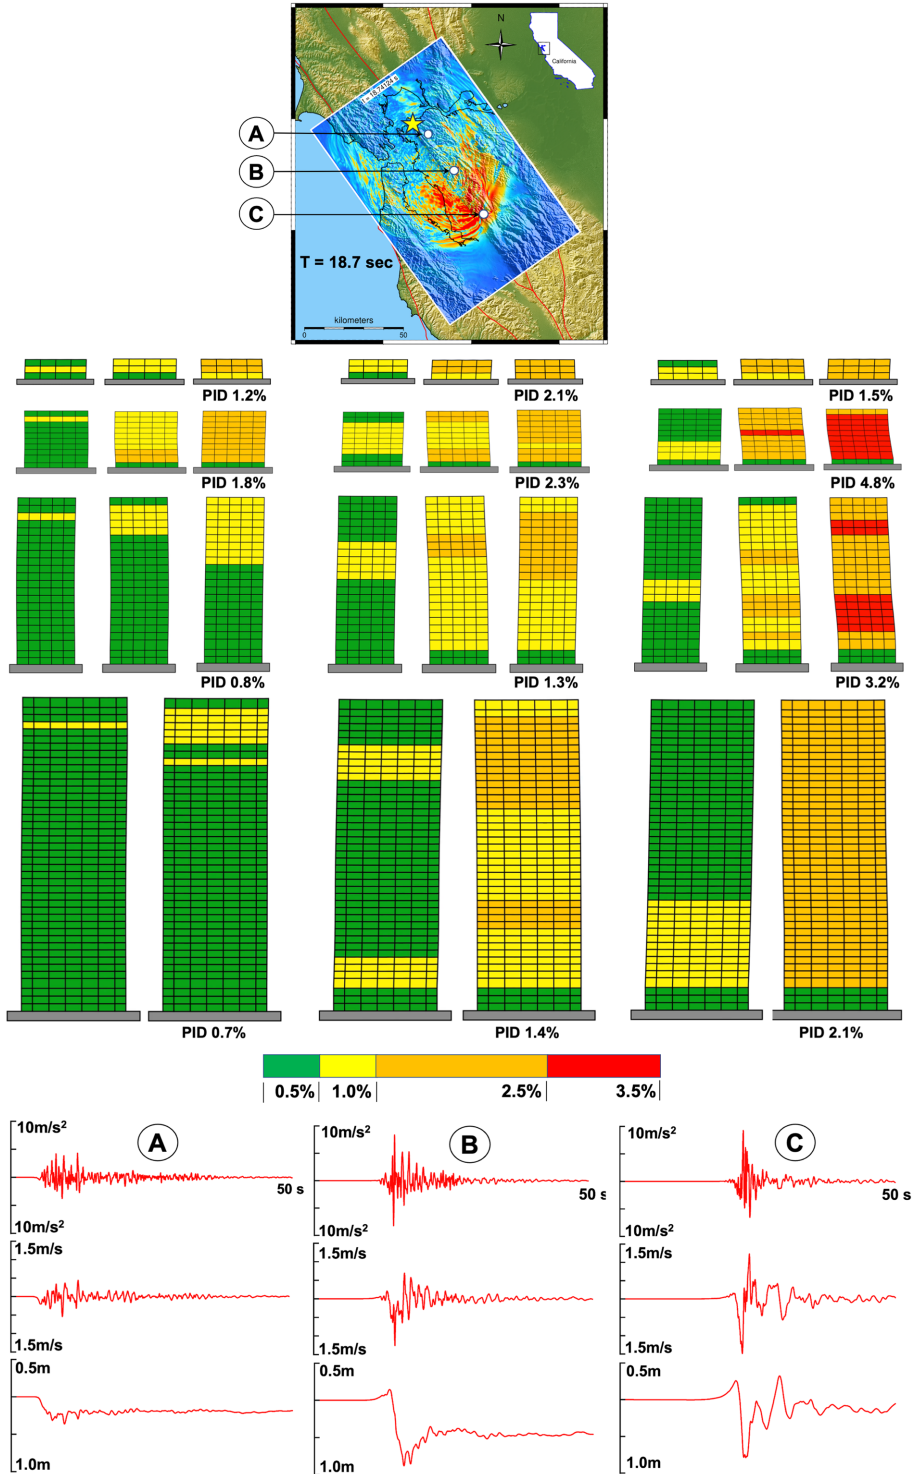 N
California
T = 18.74124 s
A
B
C
T = 18.7 sec
kilometers
0 50
PID 1.2% PID 2.1% PID 1.5%
PID 1.8% PID 2.3% PID 4.8%
PID 0.8% PID 1.3% PID 3.2%
PID 0.7% PID 1.4% PID 2.1%
0.5% 1.0% 2.5% 3.5%
A B C
10m/s² 10m/s² 10m/s²
50 s 50 s 50 s
10m/s² 10m/s² 10m/s²
1.5m/s 1.5m/s 1.5m/s
1.5m/s 1.5m/s 1.5m/s
0.5m 0.5m 0.5m
1.0m 1.0m 1.0m